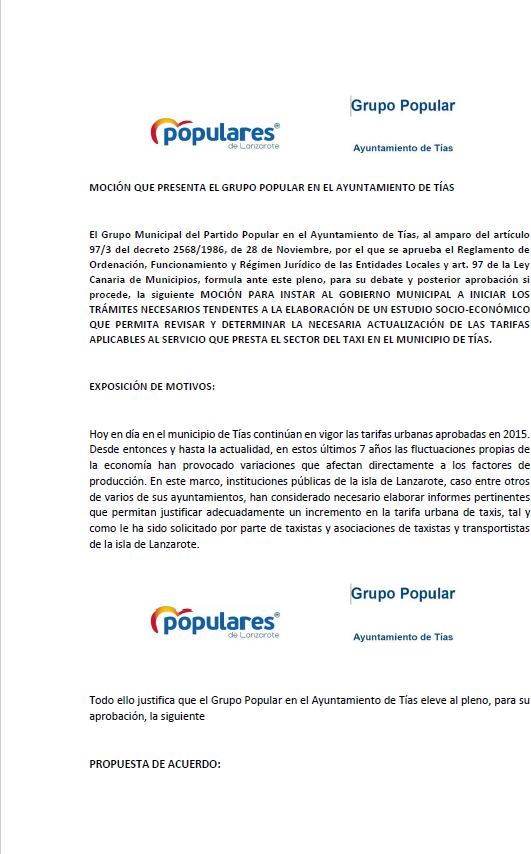 populares®
de Lanzarote
Grupo Popular
Ayuntamiento de Tías
MOCIÓN QUE PRESENTA EL GRUPO POPULAR EN EL AYUNTAMIENTO DE TÍAS
El Grupo Municipal del Partido Popular en el Ayuntamiento de Tías, al amparo del artículo
97/3 del decreto 2568/1986, de 28 de Noviembre, por el que se aprueba el Reglamento de
Ordenación, Funcionamiento y Régimen Jurídico de las Entidades Locales y art. 97 de la Ley
Canaria de Municipios, formula ante este pleno, para su debate y posterior aprobación si
procede, la siguiente MOCIÓN PARA INSTAR AL GOBIERNO MUNICIPAL A INICIAR LOS
TRÁMITES NECESARIOS TENDENTES A LA ELABORACIÓN DE UN ESTUDIO SOCIO-ECONÓMICO
QUE PERMITA REVISAR Y DETERMINAR LA NECESARIA ACTUALIZACIÓN DE LAS TARIFAS
APLICABLES AL SERVICIO QUE PRESTA EL SECTOR DEL TAXI EN EL MUNICIPIO DE TÍAS.
EXPOSICIÓN DE MOTIVOS:
Hoy en día en el municipio de Tías continúan en vigor las tarifas urbanas aprobadas en 2015.
Desde entonces y hasta la actualidad, en estos últimos 7 años las fluctuaciones propias de
la economía han provocado variaciones que afectan directamente a los factores de
producción. En este marco, instituciones públicas de la isla de Lanzarote, caso entre otros
de varios de sus ayuntamientos, han considerado necesario elaborar informes pertinentes
que permitan justificar adecuadamente un incremento en la tarifa urbana de taxis, tal y
como le ha sido solicitado por parte de taxistas y asociaciones de taxistas y transportistas
de la isla de Lanzarote.
populares®
de Lanzarote
Grupo Popular
Ayuntamiento de Tías
Todo ello justifica que el Grupo Popular en el Ayuntamiento de Tías eleve al pleno, para su
aprobación, la siguiente
PROPUESTA DE ACUERDO: